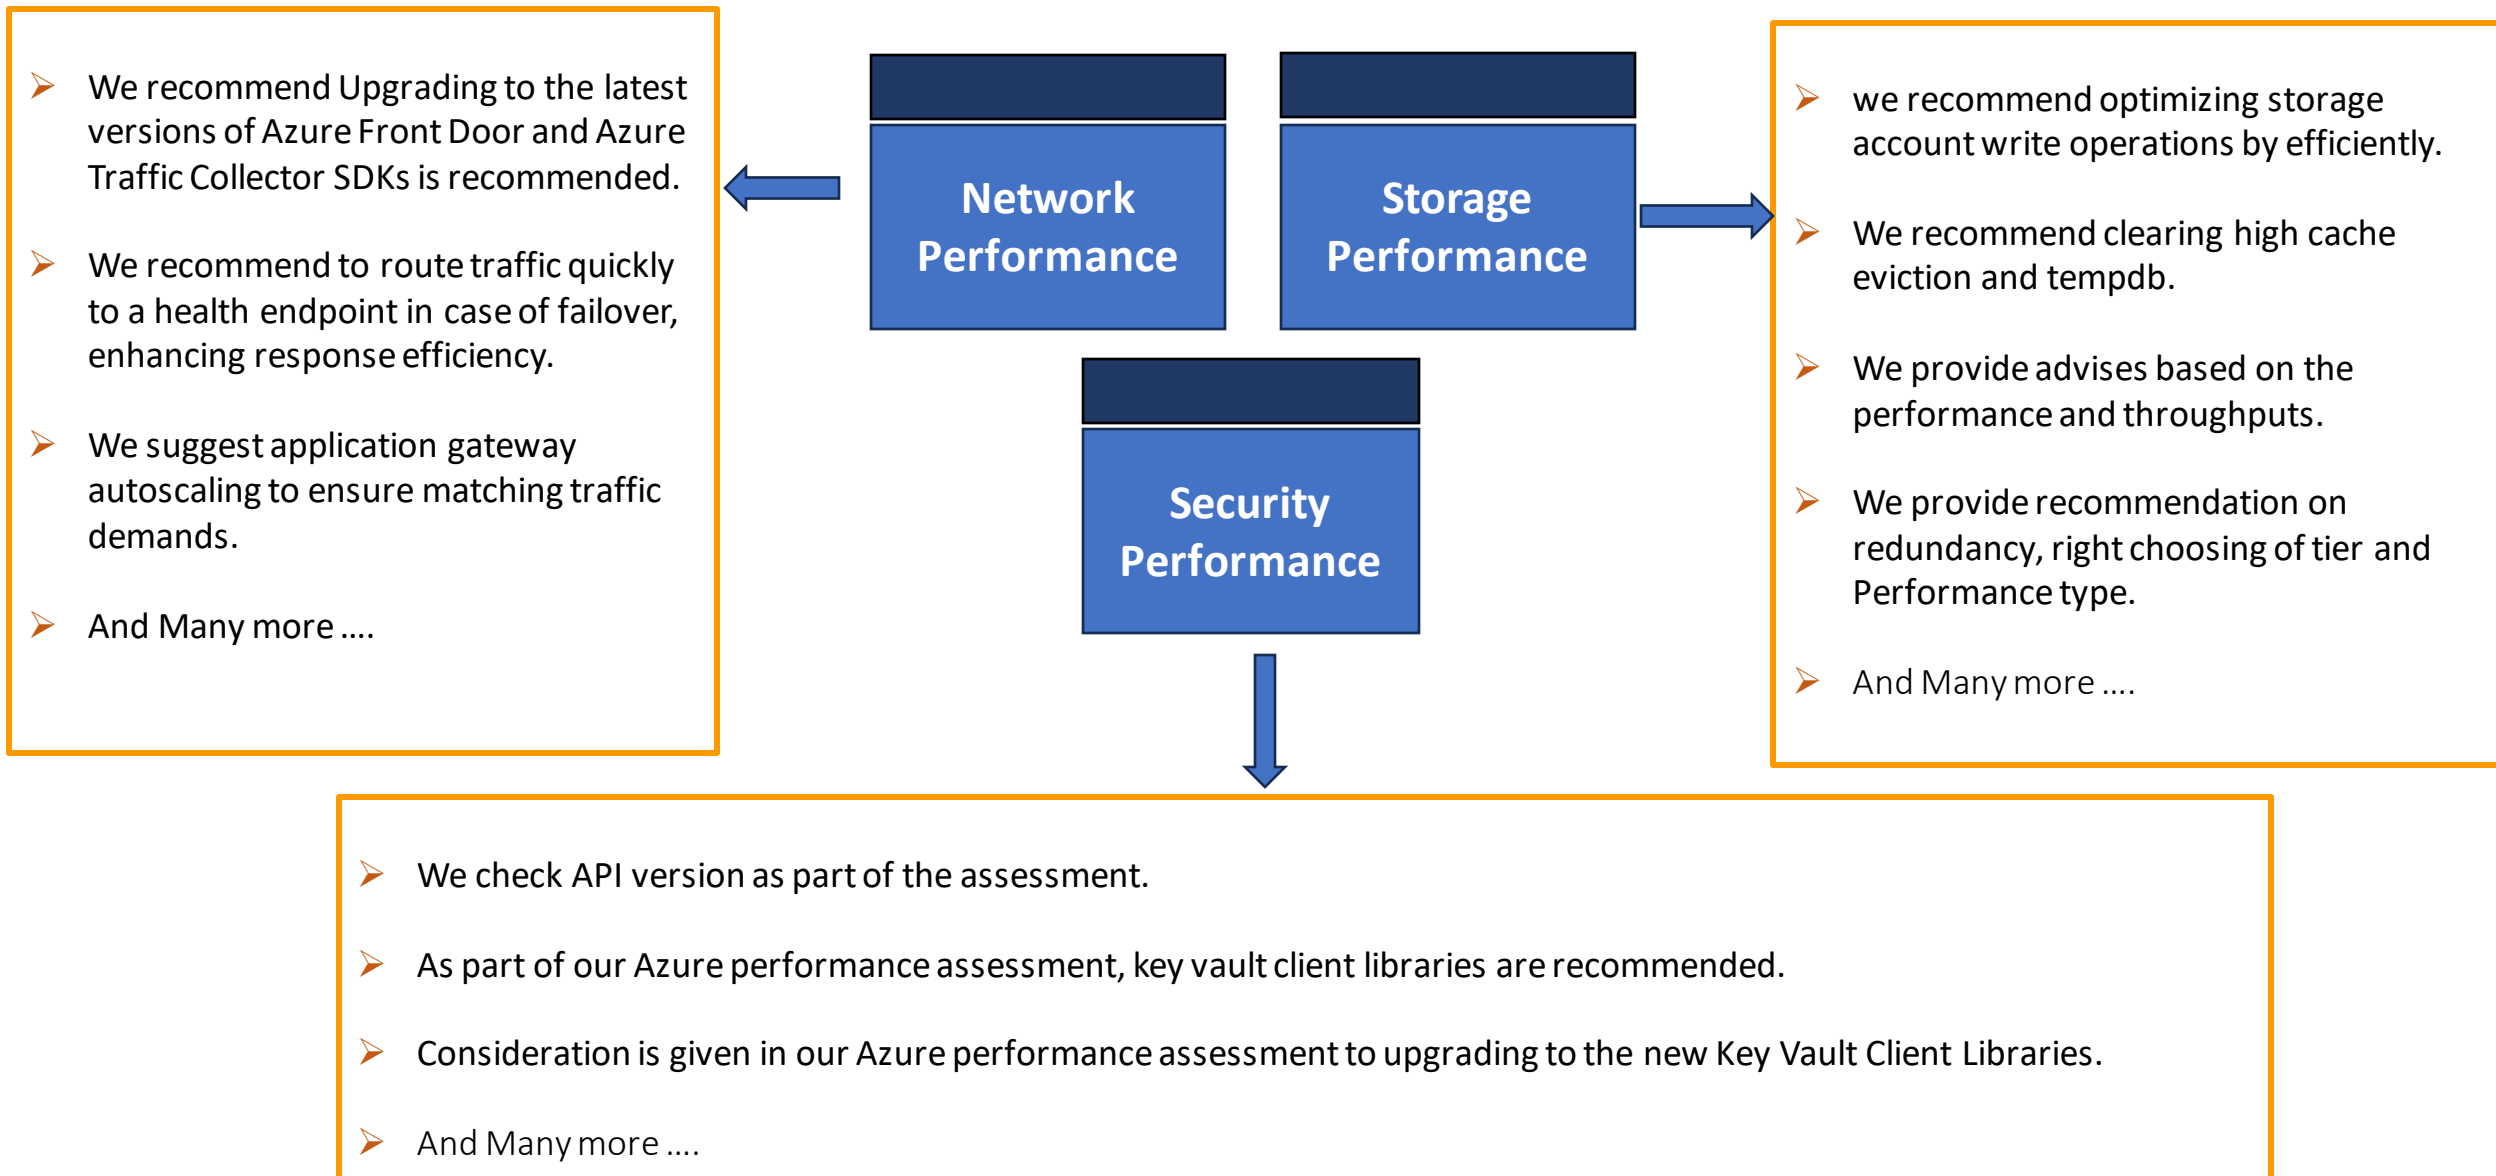 We recommend Upgrading to the latest
versions of Azure Front Door and Azure
Traffic Collector SDKs is recommended.
We recommend to route traffic quickly
to a health endpoint in case of failover,
enhancing response efficiency.
We suggest application gateway
autoscaling to ensure matching traffic
demands.
And Many more ....
Network
Performance
Storage
Performance
Security
Performance
we recommend optimizing storage
account write operations by efficiently.
We recommend clearing high cache
eviction and tempdb.
We provide advises based on the
performance and throughputs.
We provide recommendation on
redundancy, right choosing of tier and
Performance type.
And Many more ....
We check API version as part of the assessment.
As part of our Azure performance assessment, key vault client libraries are recommended.
Consideration is given in our Azure performance assessment to upgrading to the new Key Vault Client Libraries.
And Many more ....